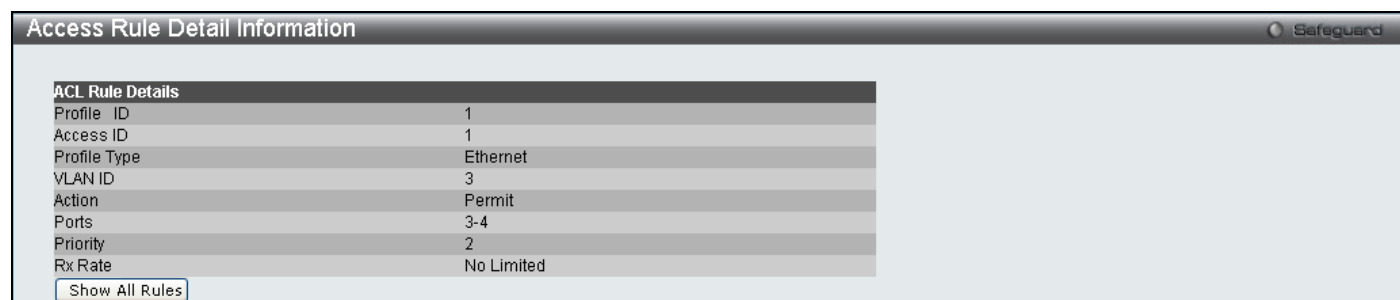 Access Rule Detail Information
Safeguard
ACL Rule Details
Profile ID 1
Access ID 1
Profile Type Ethernet
VLAN ID 3
Action Permit
Ports 3-4
Priority 2
Rx Rate No Limited
Show All Rules